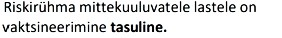 Riskirühma mittekuuluvatele lastele on
vaktsineerimine tasuline.